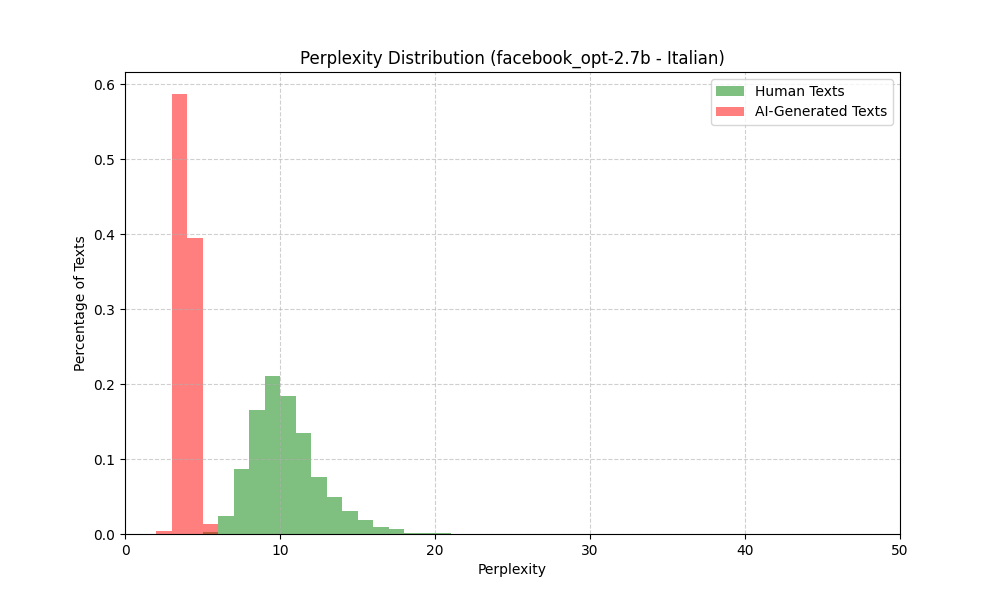 Perplexity Distribution (facebook_opt-2.7b - Italian)
Human Texts
AI-Generated Texts
Percentage of Texts
0.6
0.5
0.4
0.3
0.2
0.1
0.0
0 10 20 30 40 50
Perplexity